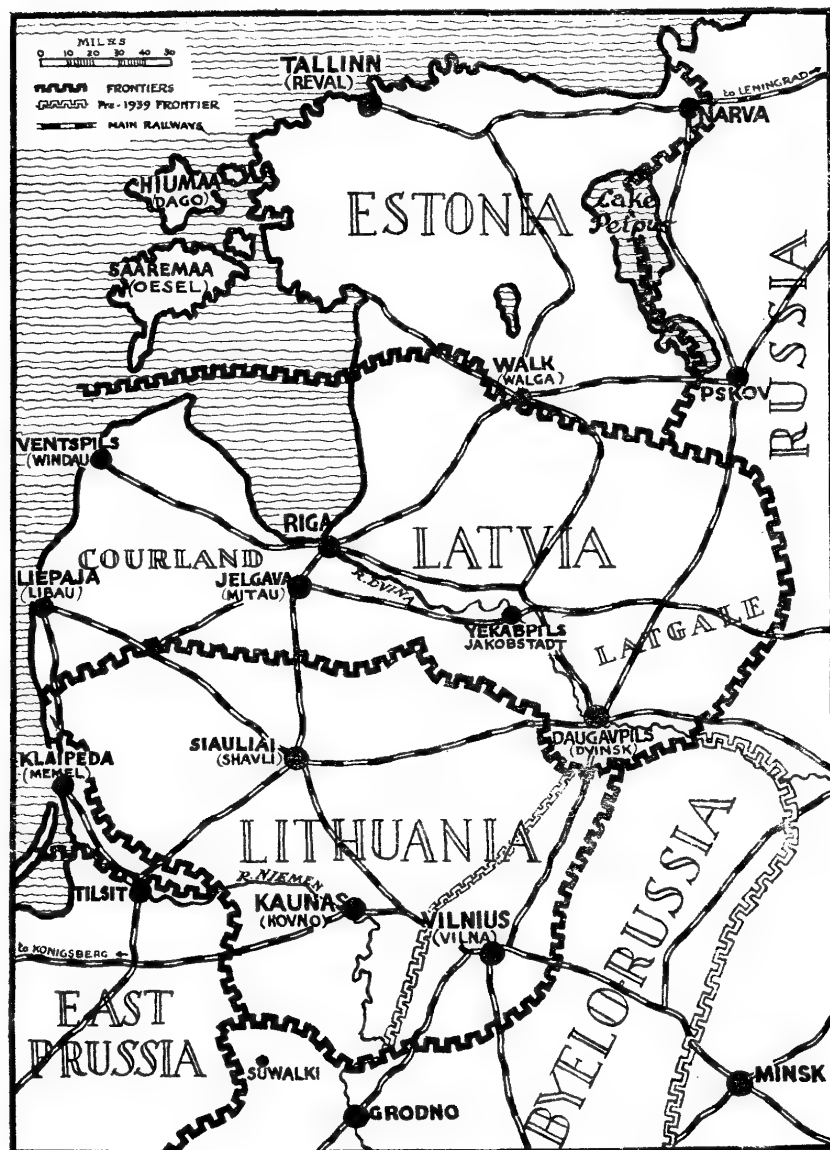 MILES
0 10 20 30 40 50
FRONTIERS
Pre-1939 FRONTIER
MAIN RAILWAYS
TALLINN
(REVAL)
to LENINGRAD
NARVA
HIUMAA
(DAGO)
ESTONIA
Lake
Peipus
SAAREMAA
(OESEL)
RUSSIA
WALK
(WALGA)
PSKOV
VENTSPILS
(WINDAU)
RIGA
LATVIA
COURLAND
LIEPAJA
(LIBAU)
JELGAVA
(MITAU)
R. DVINA
YEKABPILS
JAKOBSTADT
LATGALE
SIAULIAI
(SHAVLI)
DAUGAVPILS
(DVINSK)
KLAIPEDA
(MEMEL)
LITHUANIA
R. NIEMEN
TILSIT
KAUNAS
(KOVNO)
VILNIUS
(VILNA)
to KONIGSBERG
EAST
PRUSSIA
BYELORUSSIA
SUWALKI
MINSK
GRODNO